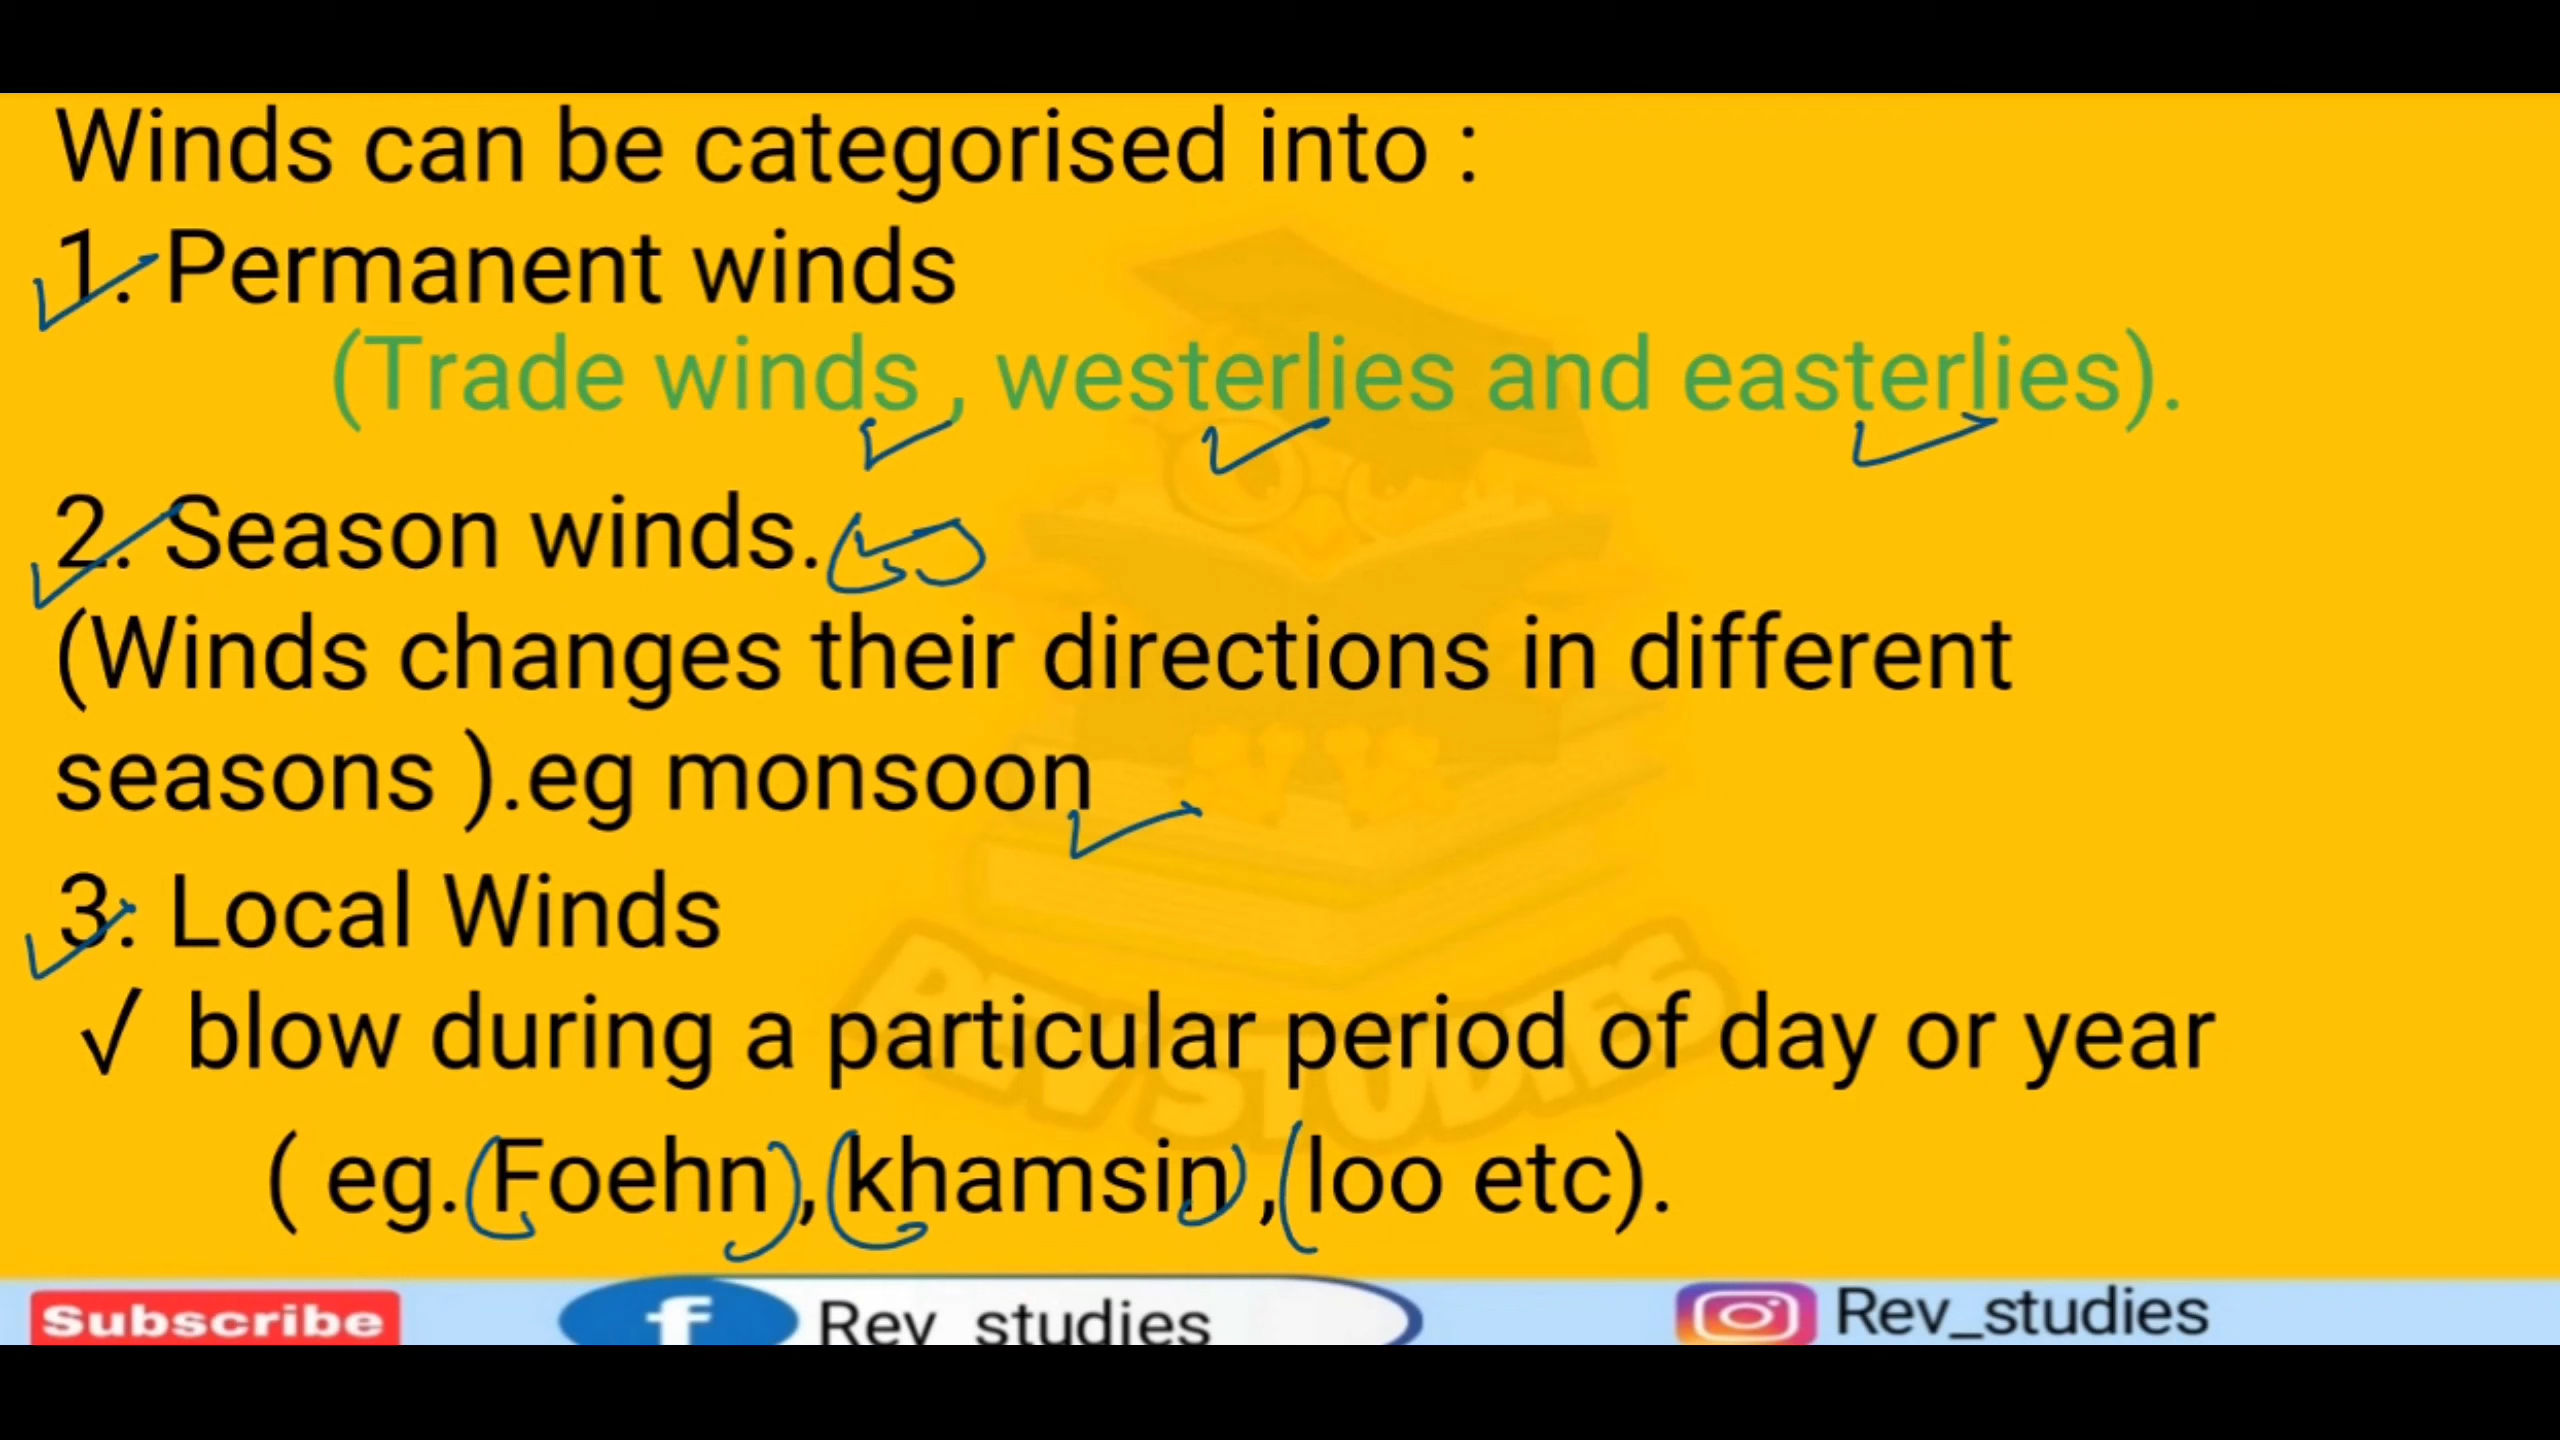 Winds can be categorised into :
1. Permanent winds
(Trade winds , westerlies and easterlies).
2. Season winds.
(Winds changes their directions in different
seasons ).eg monsoon
3. Local Winds
√ blow during a particular period of day or year
( eg. Foehn , khamsin , loo etc).
REV STUDIES
Subscribe
f Rev_studies
Rev_studies